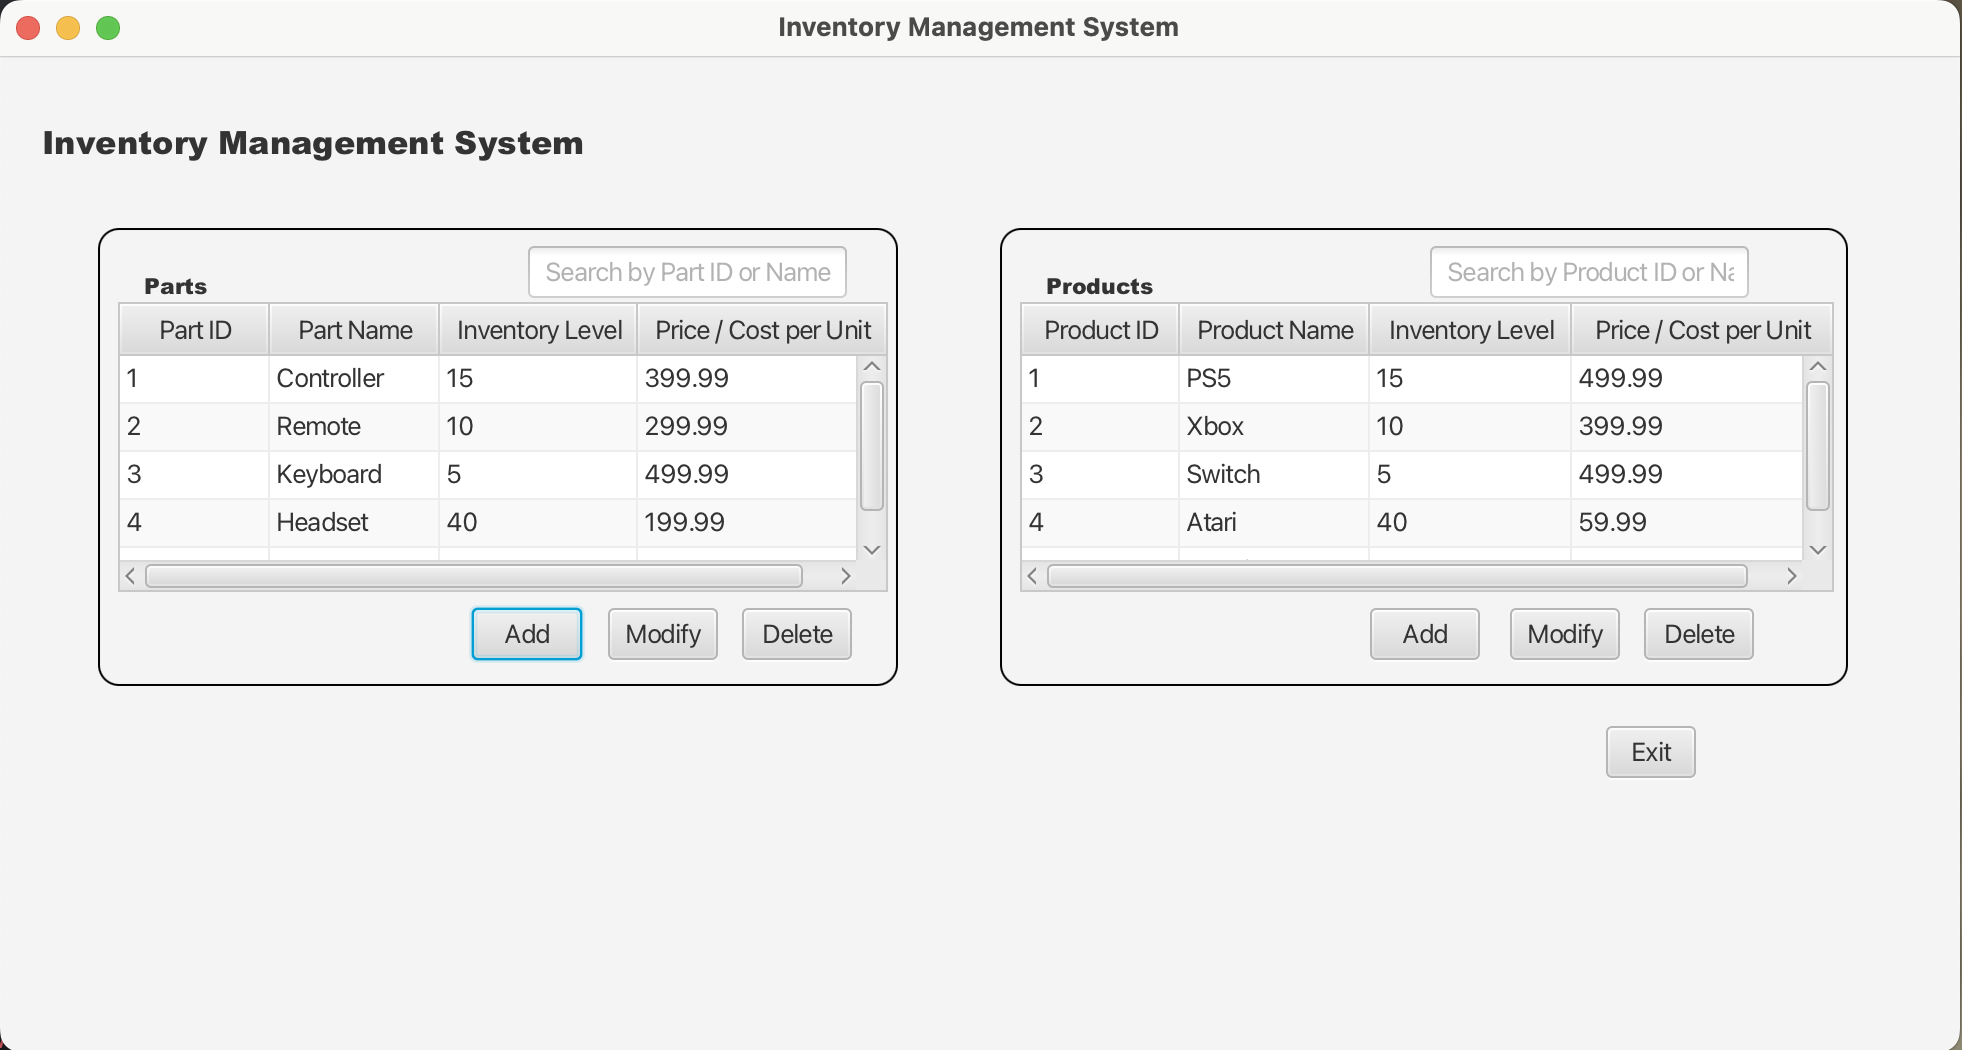 Inventory Management System
Inventory Management System
Parts
Search by Part ID or Name
Part ID Part Name Inventory Level Price / Cost per Unit
1 Controller 15 399.99
2 Remote 10 299.99
3 Keyboard 5 499.99
4 Headset 40 199.99
Add Modify Delete
Products
Search by Product ID or Na
Product ID Product Name Inventory Level Price / Cost per Unit
1 PS5 15 499.99
2 Xbox 10 399.99
3 Switch 5 499.99
4 Atari 40 59.99
Add Modify Delete
Exit